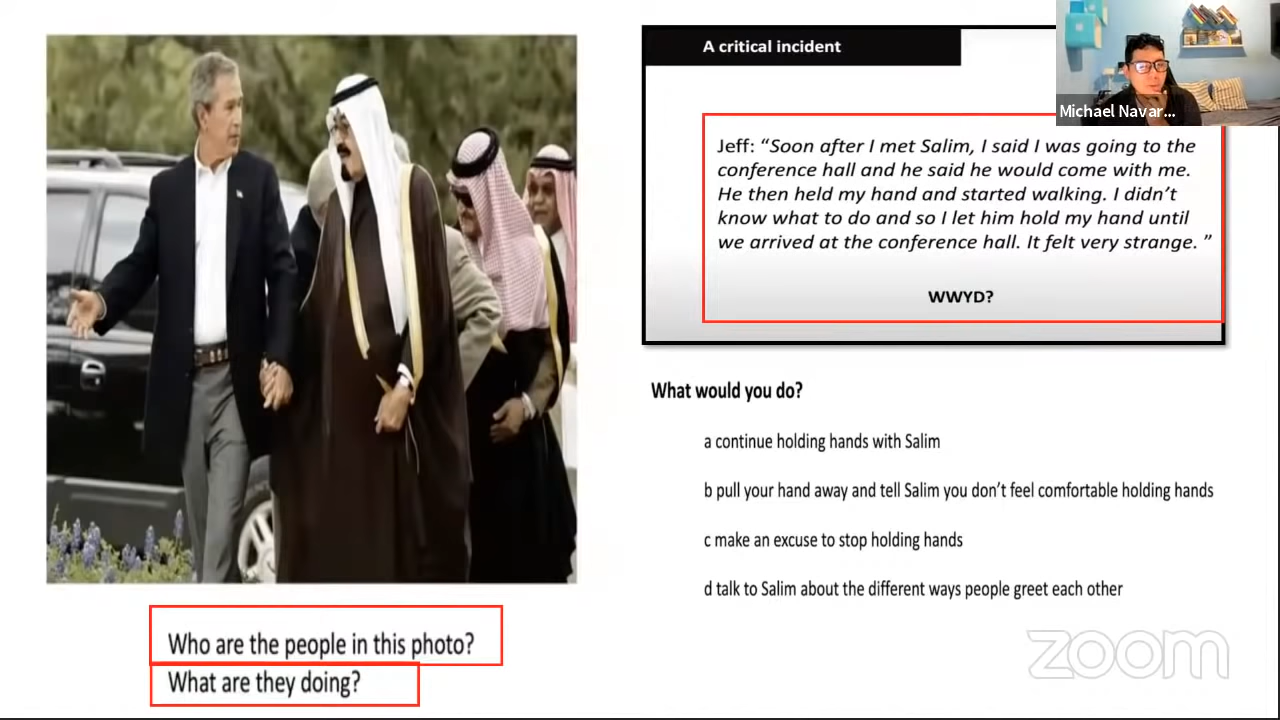 A critical incident
Michael Navar...
Jeff: “Soon after I met Salim, I said I was going to the
conference hall and he said he would come with me.
He then held my hand and started walking. I didn’t
know what to do and so I let him hold my hand until
we arrived at the conference hall. It felt very strange. ”
WWYD?
What would you do?
a continue holding hands with Salim
b pull your hand away and tell Salim you don’t feel comfortable holding hands
c make an excuse to stop holding hands
d talk to Salim about the different ways people greet each other
Who are the people in this photo?
What are they doing?
zoom